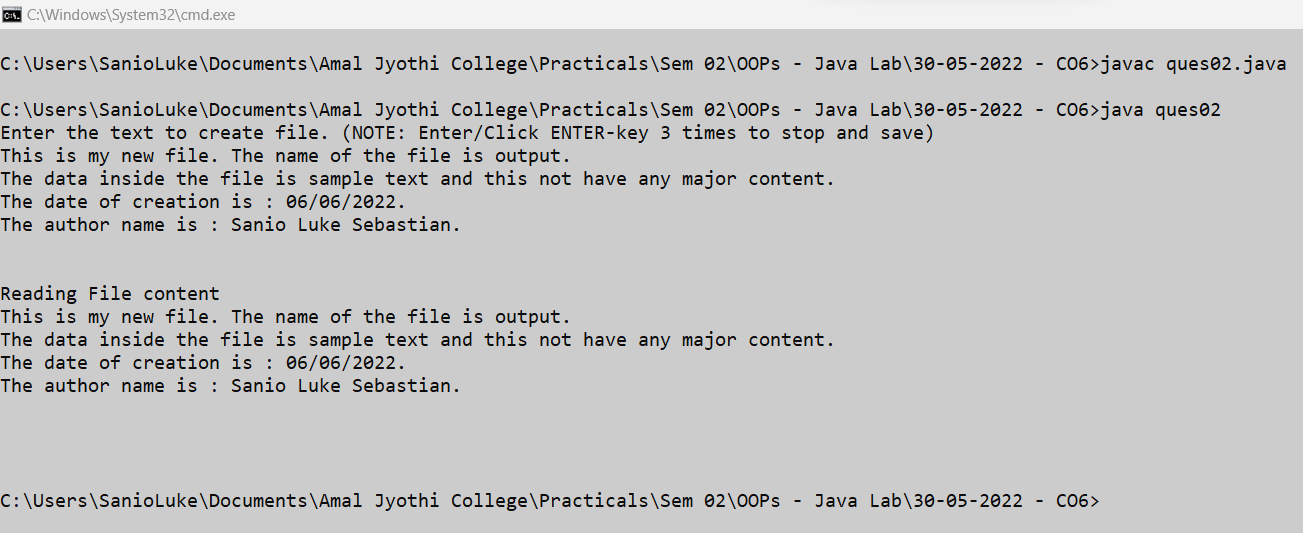 C:\Windows\System32\cmd.exe
C:\Users\SanioLuke\Documents\Amal Jyothi College\Practicals\Sem 02\OOPs - Java Lab\30-05-2022 - CO6>javac ques02.java
C:\Users\SanioLuke\Documents\Amal Jyothi College\Practicals\Sem 02\OOPs - Java Lab\30-05-2022 - CO6>java ques02
Enter the text to create file. (NOTE: Enter/Click ENTER-key 3 times to stop and save)
This is my new file. The name of the file is output.
The data inside the file is sample text and this not have any major content.
The date of creation is : 06/06/2022.
The author name is : Sanio Luke Sebastian.
Reading File content
This is my new file. The name of the file is output.
The data inside the file is sample text and this not have any major content.
The date of creation is : 06/06/2022.
The author name is : Sanio Luke Sebastian.
C:\Users\SanioLuke\Documents\Amal Jyothi College\Practicals\Sem 02\OOPs - Java Lab\30-05-2022 - CO6>